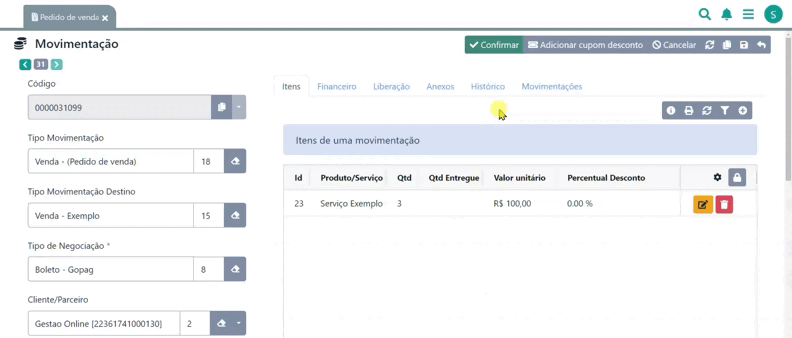 Pedido de venda
S
Movimentação
Confirmar Adicionar cupom desconto Cancelar
31
Código
0000031099
Tipo Movimentação
Venda - (Pedido de venda) 18
Tipo Movimentação Destino
Venda - Exemplo 15
Tipo de Negociação *
Boleto - Gopag 8
Cliente/Parceiro
Gestao Online [22361741000130] 2
Itens Financeiro Liberação Anexos Histórico Movimentações
Itens de uma movimentação
Id Produto/Serviço Qtd Qtd Entregue Valor unitário Percentual Desconto
23 Serviço Exemplo 3 R$ 100,00 0.00 %